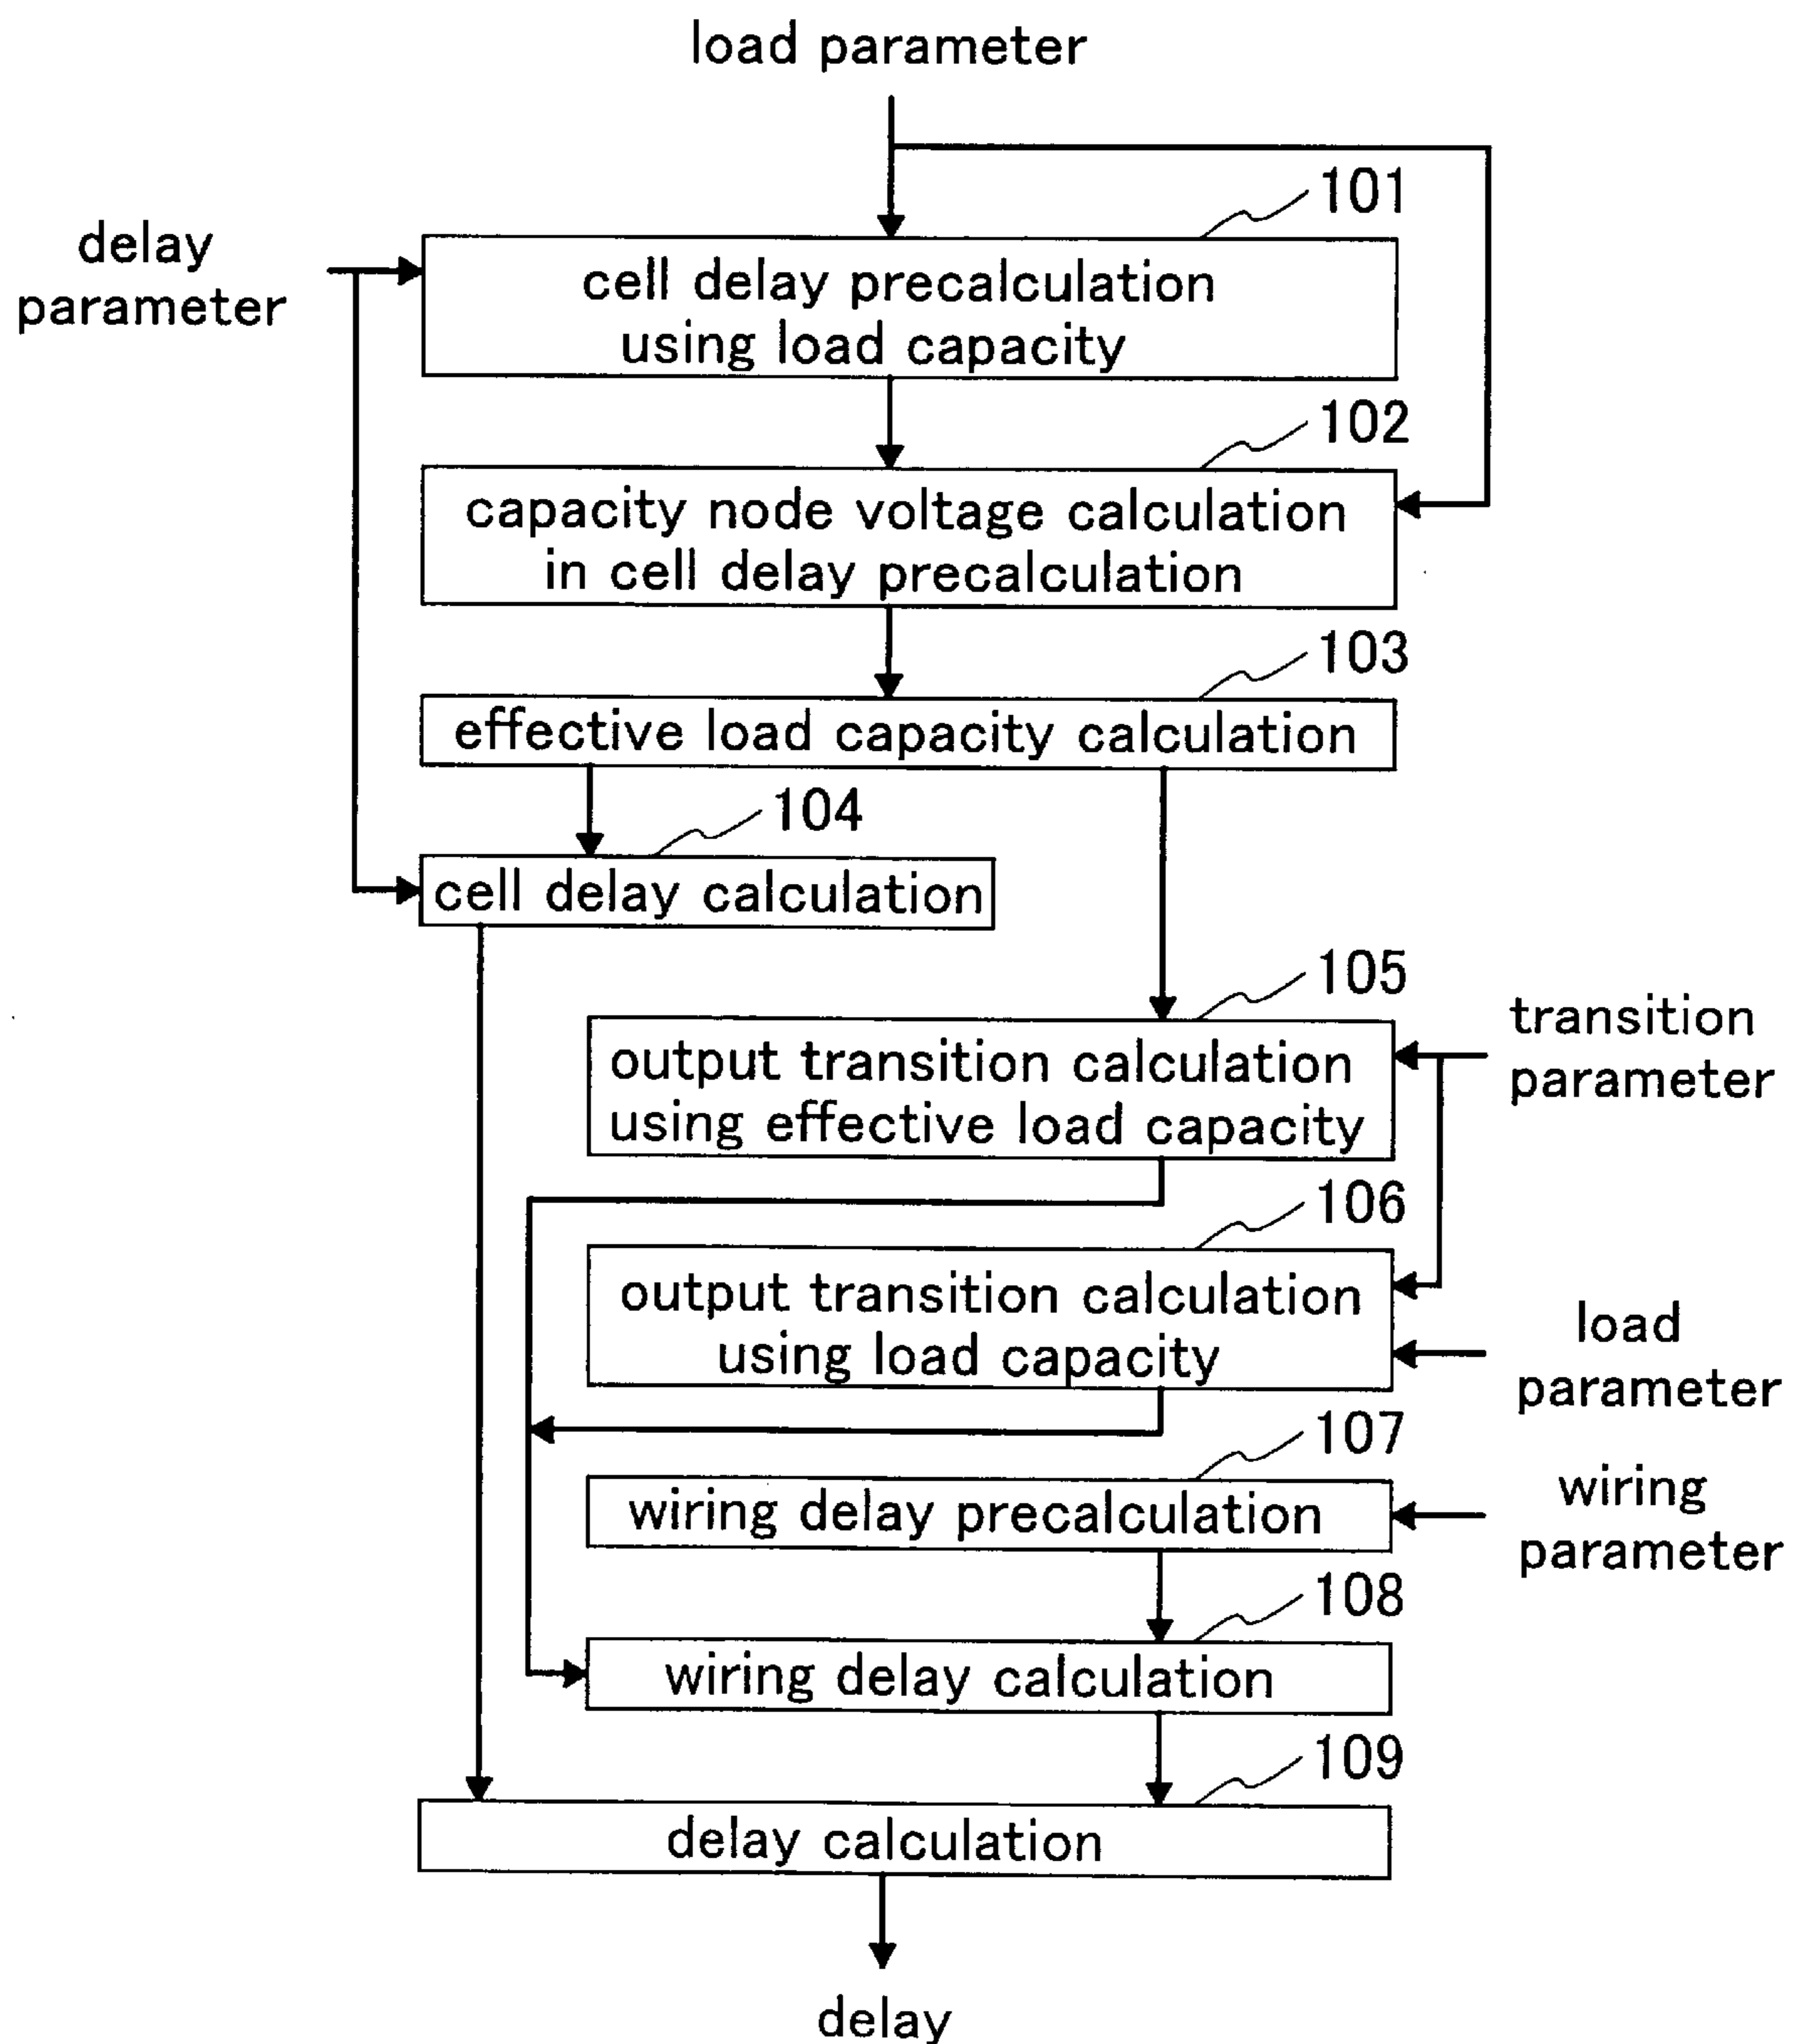 load parameter
101
delay
parameter
cell delay precalculation
using load capacity
102
capacity node voltage calculation
in cell delay precalculation
103
effective load capacity calculation
104
cell delay calculation
105
transition
parameter
output transition calculation
using effective load capacity
106
output transition calculation
using load capacity
load
parameter
107
wiring delay precalculation
wiring
parameter
108
wiring delay calculation
109
delay calculation
delay